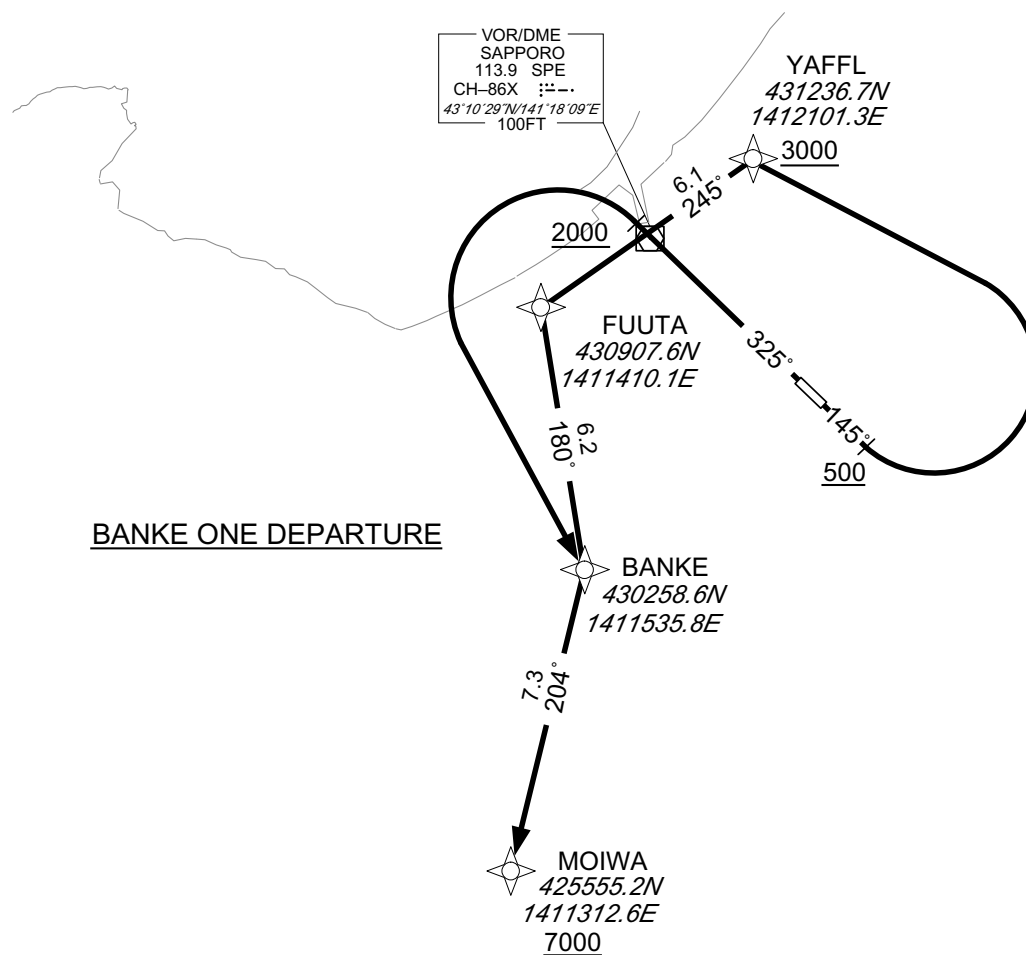 VOR/DME
SAPPORO
113.9 SPE
CH–86X
43°10′29″N/141°18′09″E
100FT
YAFFL
431236.7N
1412101.3E
3000
6.1
245°
2000
FUUTA
430907.6N
1411410.1E
325°
145°
500
6.2
180°
BANKE ONE DEPARTURE
BANKE
430258.6N
1411535.8E
7.3
204°
MOIWA
425555.2N
1411312.6E
7000